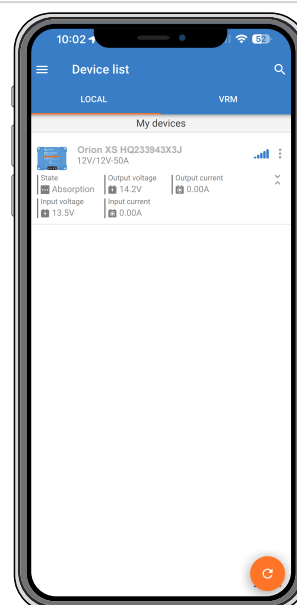 10:02
52
Device list
LOCAL
VRM
My devices
Orion XS HQ233943X3J
12V/12V-50A
State
Output voltage
Output current
Absorption
14.2V
0.00A
Input voltage
Input current
13.5V
0.00A